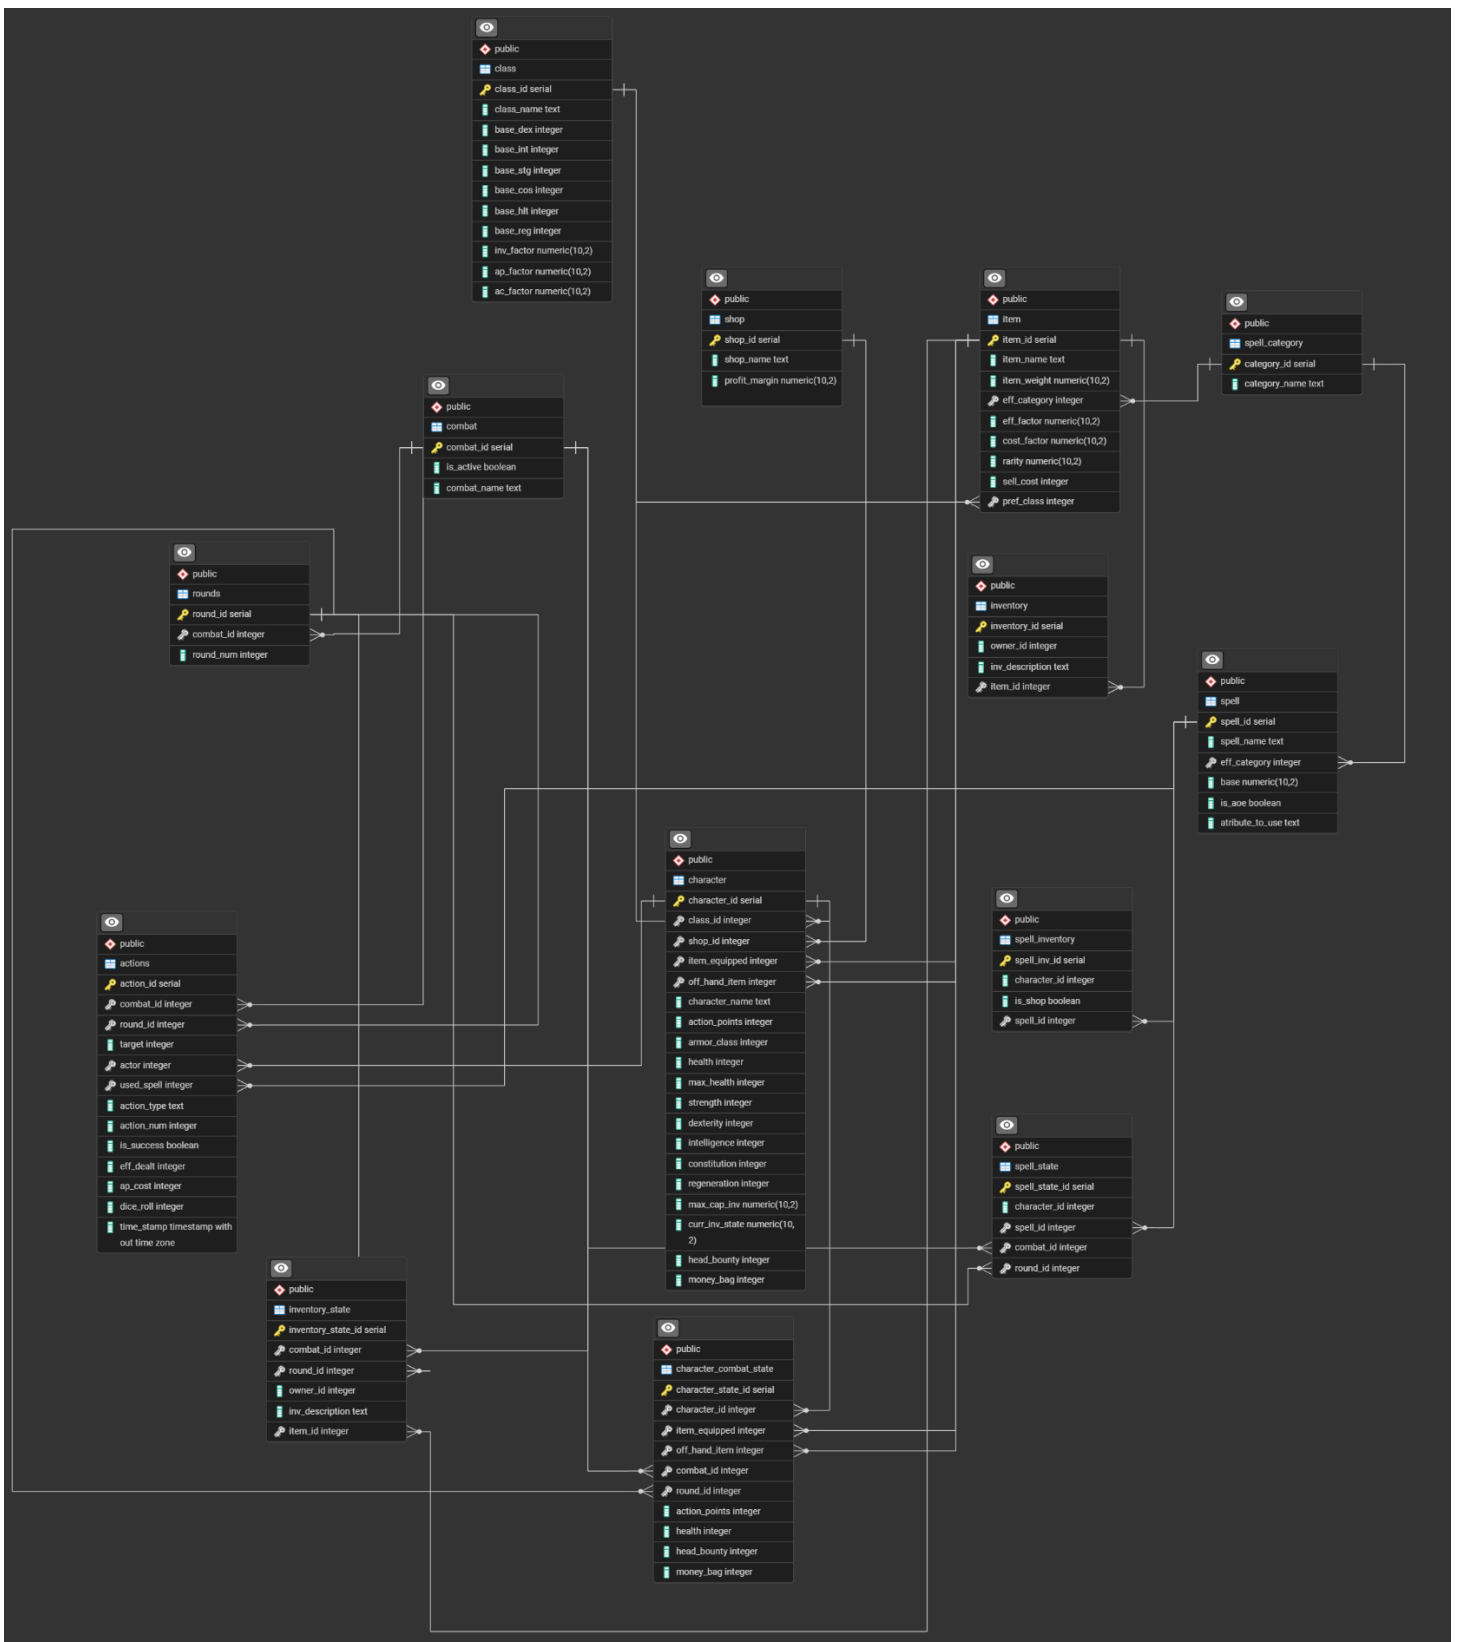 public
class
class_id serial
class_name text
base_dex integer
base_int integer
base_stg integer
base_cos integer
base_hlt integer
base_reg integer
inv_factor numeric(10,2)
ap_factor numeric(10,2)
ac_factor numeric(10,2)
public
shop
shop_id serial
shop_name text
profit_margin numeric(10,2)
public
item
item_id serial
item_name text
item_weight numeric(10,2)
eff_category integer
eff_factor numeric(10,2)
cost_factor numeric(10,2)
rarity numeric(10,2)
sell_cost integer
pref_class integer
public
spell_category
category_id serial
category_name text
public
combat
combat_id serial
is_active boolean
combat_name text
public
rounds
round_id serial
combat_id integer
round_num integer
public
inventory
inventory_id serial
owner_id integer
inv_description text
item_id integer
public
spell
spell_id serial
spell_name text
eff_category integer
base numeric(10,2)
is_aoe boolean
atribute_to_use text
public
character
character_id serial
class_id integer
shop_id integer
item_equipped integer
off_hand_item integer
character_name text
action_points integer
armor_class integer
health integer
max_health integer
strength integer
dexterity integer
intelligence integer
constitution integer
regeneration integer
max_cap_inv numeric(10,2)
curr_inv_state numeric(10,
2)
head_bounty integer
money_bag integer
public
spell_inventory
spell_inv_id serial
character_id integer
is_shop boolean
spell_id integer
public
actions
action_id serial
combat_id integer
round_id integer
target integer
actor integer
used_spell integer
action_type text
action_num integer
is_success boolean
eff_dealt integer
ap_cost integer
dice_roll integer
time_stamp timestamp with
out time zone
public
spell_state
spell_state_id serial
character_id integer
spell_id integer
combat_id integer
round_id integer
public
inventory_state
inventory_state_id serial
combat_id integer
round_id integer
owner_id integer
inv_description text
item_id integer
public
character_combat_state
character_state_id serial
character_id integer
item_equipped integer
off_hand_item integer
combat_id integer
round_id integer
action_points integer
health integer
head_bounty integer
money_bag integer